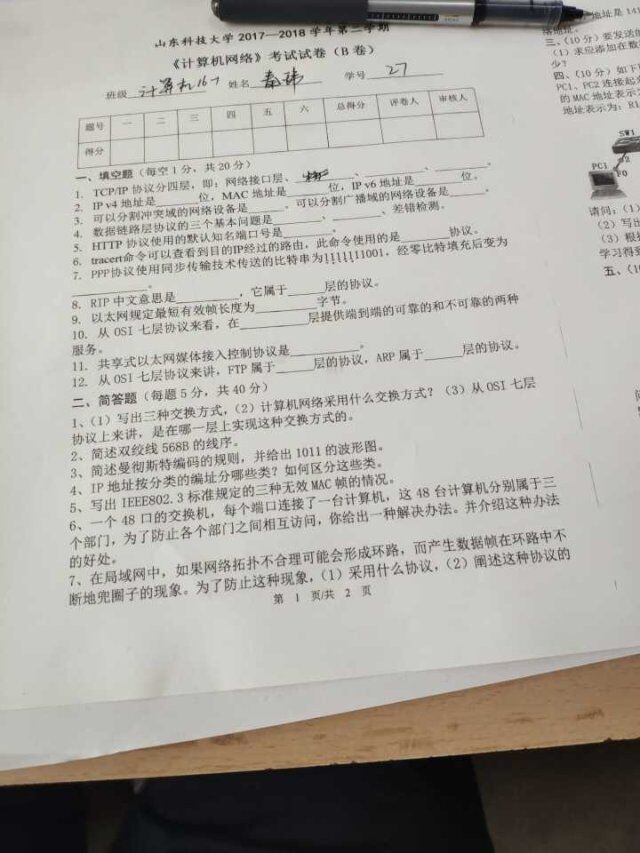 山东科技大学 2017—2018 学年第二学期
《计算机网络》考试试卷（B 卷）
班级 计算机16-1 姓名 学号 27
题号 一 二 三 四 五 六 总得分 评卷人 审核人
得分
一、填空题（每空 1 分，共 20 分）
1. TCP/IP 协议分四层，即：网络接口层、______、______、______。
2. IP v4 地址是______位，MAC 地址是______位，IP v6 地址是______位。
3. 可以分割冲突域的网络设备是______。可以分割广播域的网络设备是______。
4. 数据链路层协议的三个基本问题是______、______、差错检测。
5. HTTP 协议使用的默认知名端口号是______。
6. tracert命令可以查看到目的IP经过的路由，此命令使用的是______协议。
7. PPP协议使用同步传输技术传送的比特串为1111111001，经零比特填充后变为
______。
8. RIP 中文意思是______，它属于______层的协议。
9. 以太网规定最短有效帧长度为______字节。
10. 从 OSI 七层协议来看，在______层提供端到端的可靠的和不可靠的两种
服务。
11. 共享式以太网媒体接入控制协议是______。
12. 从 OSI 七层协议来讲，FTP 属于______层的协议，ARP 属于______层的协议。
二、简答题（每题 5 分，共 40 分）
1、（1）写出三种交换方式，（2）计算机网络采用什么交换方式？（3）从 OSI 七层
协议上来讲，是在哪一层上实现这种交换方式的。
2、简述双绞线 568B 的线序。
3、简述曼彻斯特编码的规则，并给出 1011 的波形图。
4、IP 地址按分类的编址分哪些类？如何区分这些类。
5、写出 IEEE802.3 标准规定的三种无效 MAC 帧的情况。
6、一个 48 口的交换机，每个端口连接了一台计算机，这 48 台计算机分别属于三
个部门，为了防止各个部门之间相互访问，你给出一种解决办法。并介绍这种办法
的好处。
7、在局域网中，如果网络拓扑不合理可能会形成环路，而产生数据帧在环路中不
断地兜圈子的现象。为了防止这种现象，（1）采用什么协议，（2）阐述这种协议的
第 1 页/共 2 页
地址是 14
三、（10 分）要发送的
（1）求应添加在数
少？
四、（10 分）如下
PC1、PC2 连接起
的 MAC 地址表示
地址表示为：R1
SW1
PC1
F0
请问：（1）
（2）写出
（3）根据
学习得到
五、（1